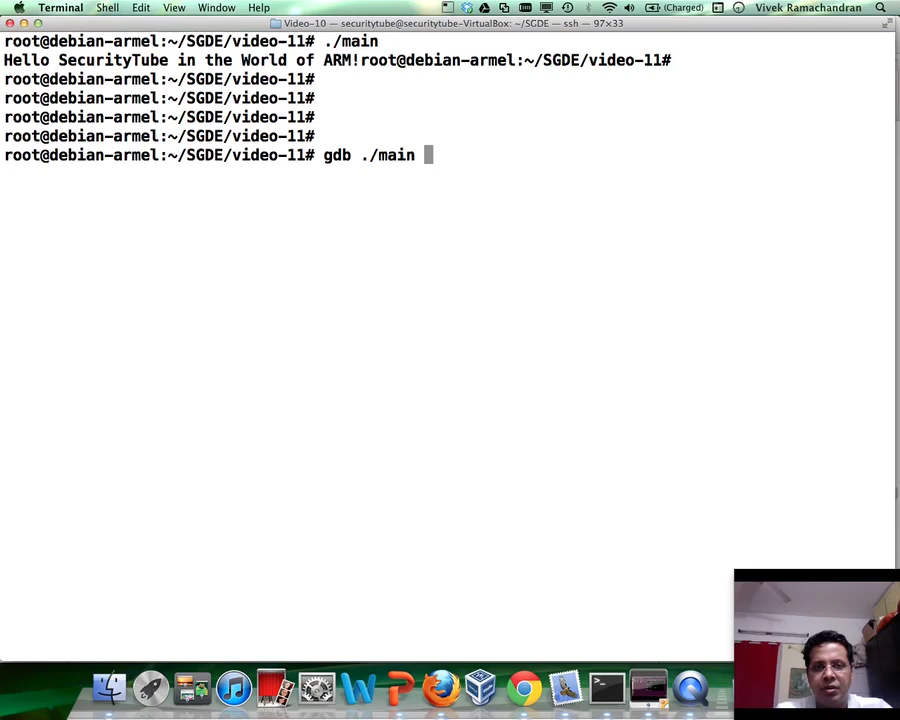 Terminal Shell Edit View Window Help (Charged) Vivek Ramachandran
Video-10 — securitytube@securitytube-VirtualBox: ~/SGDE — ssh — 97×33
root@debian-armel:~/SGDE/video-11# ./main
Hello SecurityTube in the World of ARM!root@debian-armel:~/SGDE/video-11#
root@debian-armel:~/SGDE/video-11#
root@debian-armel:~/SGDE/video-11#
root@debian-armel:~/SGDE/video-11#
root@debian-armel:~/SGDE/video-11#
root@debian-armel:~/SGDE/video-11# gdb ./main